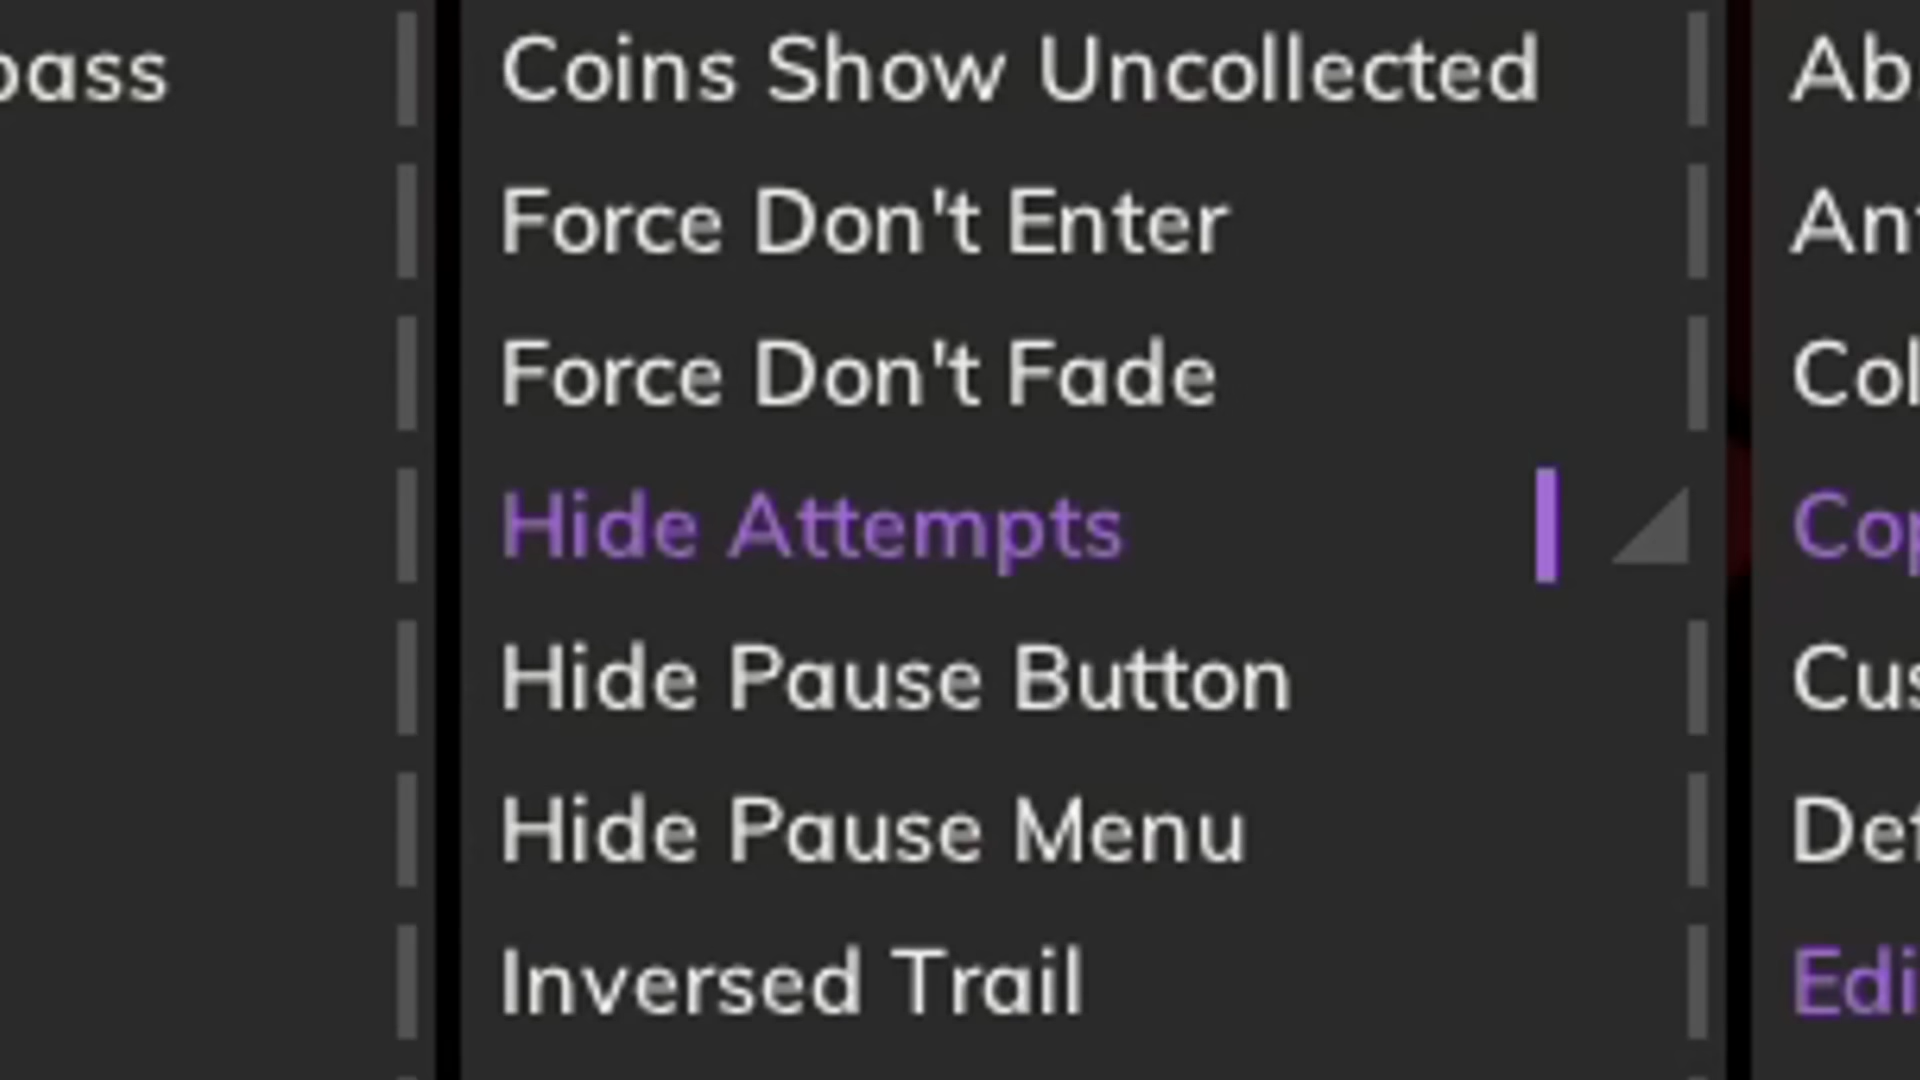 Coins Show Uncollected
Force Don't Enter
Force Don't Fade
Hide Attempts
Hide Pause Button
Hide Pause Menu
Inversed Trail